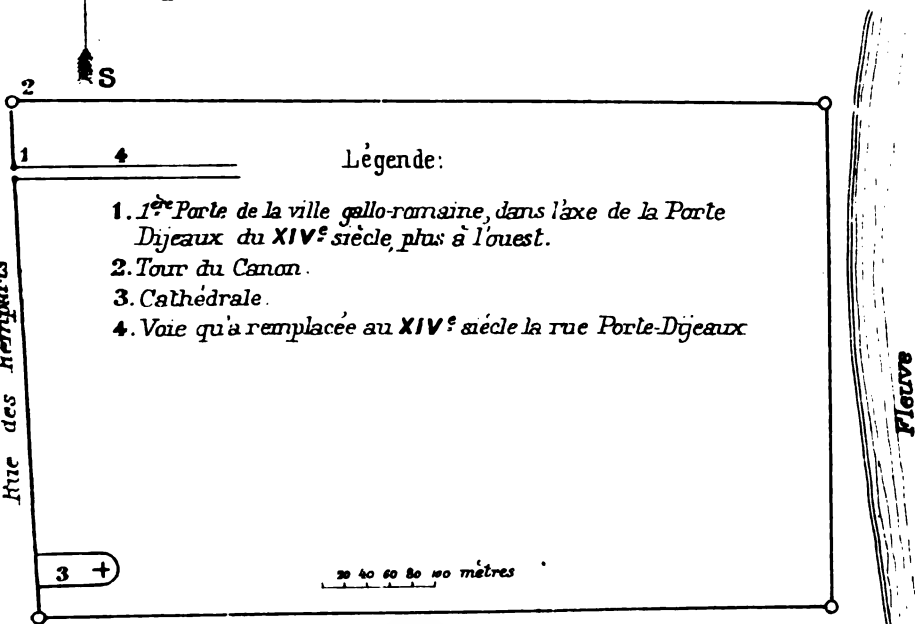 S
2
1 4
Légende:
1. 1ère Porte de la ville gallo-romaine, dans l'axe de la Porte
Dijeaux du XIVe siècle, plus à l'ouest.
2. Tour du Canon.
3. Cathédrale.
4. Voie qu'a remplacée au XIVe siécle la rue Porte-Dijeaux
Rue des Remparts
Fleuve
3 +
20 40 60 80 100 mètres